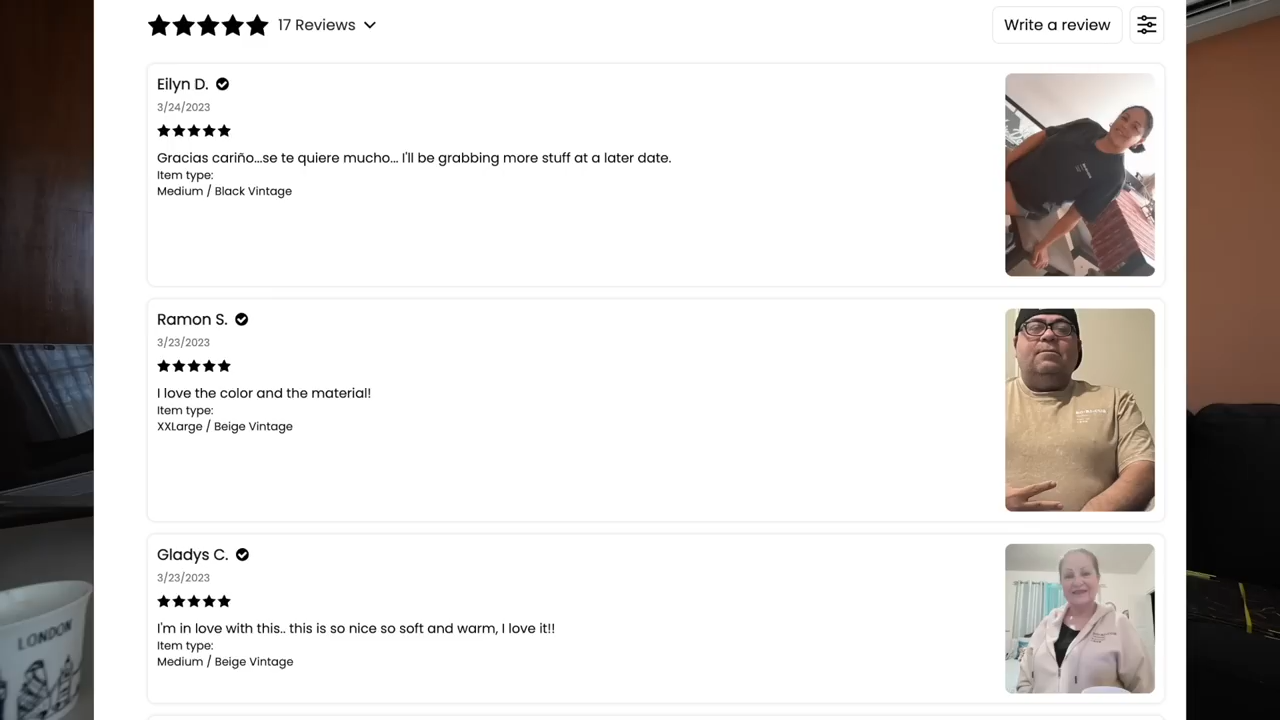 17 Reviews
Write a review
Eilyn D.
3/24/2023
Gracias cariño...se te quiere mucho... I'll be grabbing more stuff at a later date.
Item type:
Medium / Black Vintage
Ramon S.
3/23/2023
I love the color and the material!
Item type:
XXLarge / Beige Vintage
Gladys C.
3/23/2023
I'm in love with this.. this is so nice so soft and warm, I love it!!
Item type:
Medium / Beige Vintage
LONDON